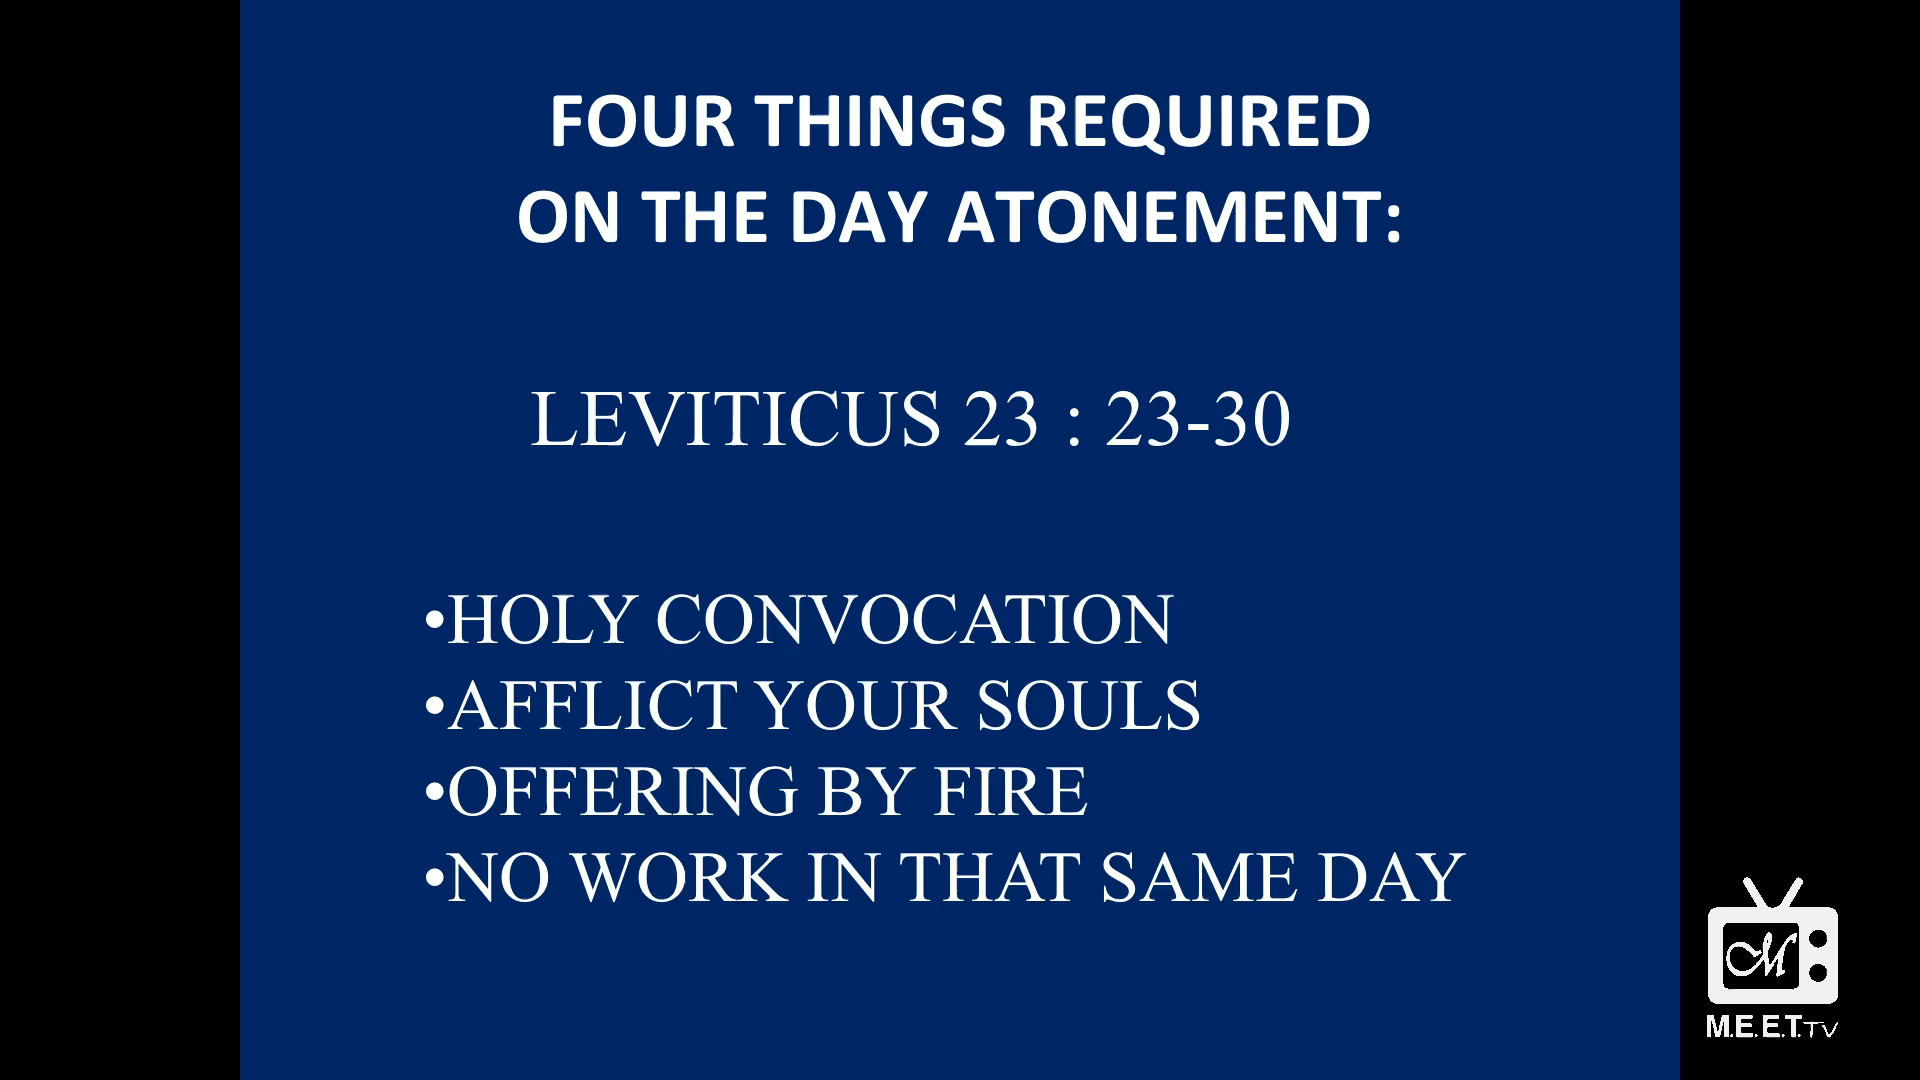 FOUR THINGS REQUIRED
ON THE DAY ATONEMENT:
LEVITICUS 23 : 23-30
•HOLY CONVOCATION
•AFFLICT YOUR SOULS
•OFFERING BY FIRE
•NO WORK IN THAT SAME DAY
M
M.E.E.T.TV